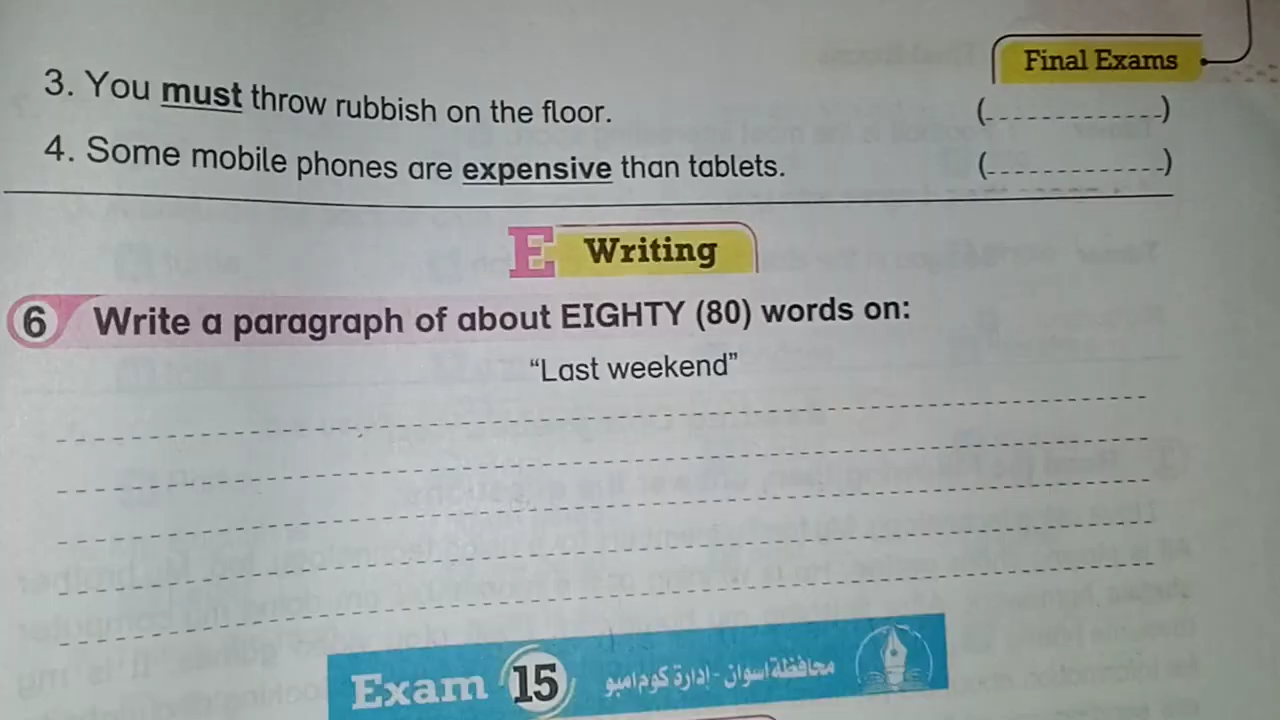 Final Exams
3. You must throw rubbish on the floor. (-------------)
4. Some mobile phones are expensive than tablets. (-------------)
E Writing
6 Write a paragraph of about EIGHTY (80) words on:
“Last weekend”
Exam 15 محافظة اسوان - إدارة كوم امبو